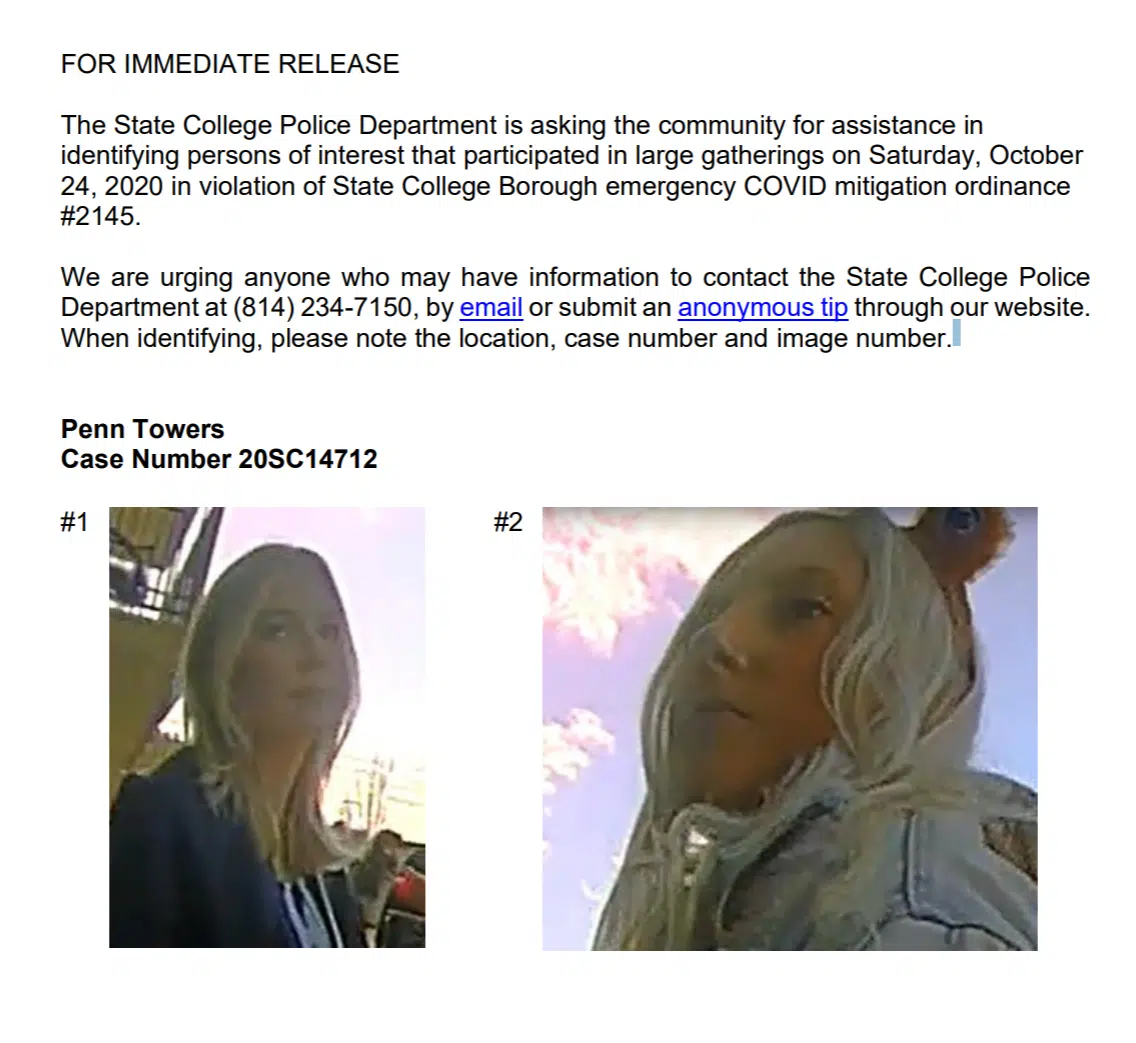 FOR IMMEDIATE RELEASE
The State College Police Department is asking the community for assistance in
identifying persons of interest that participated in large gatherings on Saturday, October
24, 2020 in violation of State College Borough emergency COVID mitigation ordinance
#2145.
We are urging anyone who may have information to contact the State College Police
Department at (814) 234-7150, by email or submit an anonymous tip through our website.
When identifying, please note the location, case number and image number.
Penn Towers
Case Number 20SC14712
#1
#2